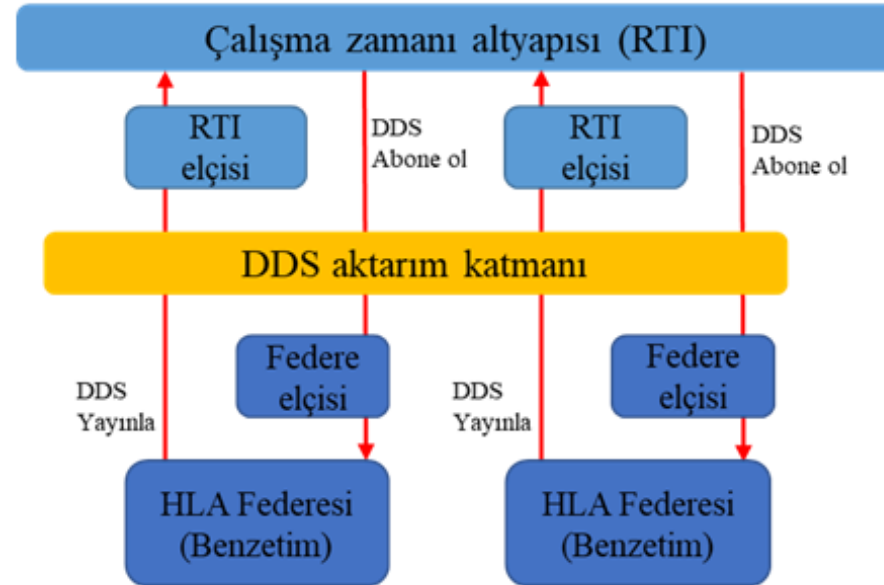 Çalışma zamanı altyapısı (RTI)
RTI
elçisi
DDS
Abone ol
RTI
elçisi
DDS
Abone ol
DDS aktarım katmanı
DDS
Yayınla
Federe
elçisi
DDS
Yayınla
Federe
elçisi
HLA Federesi
(Benzetim)
HLA Federesi
(Benzetim)